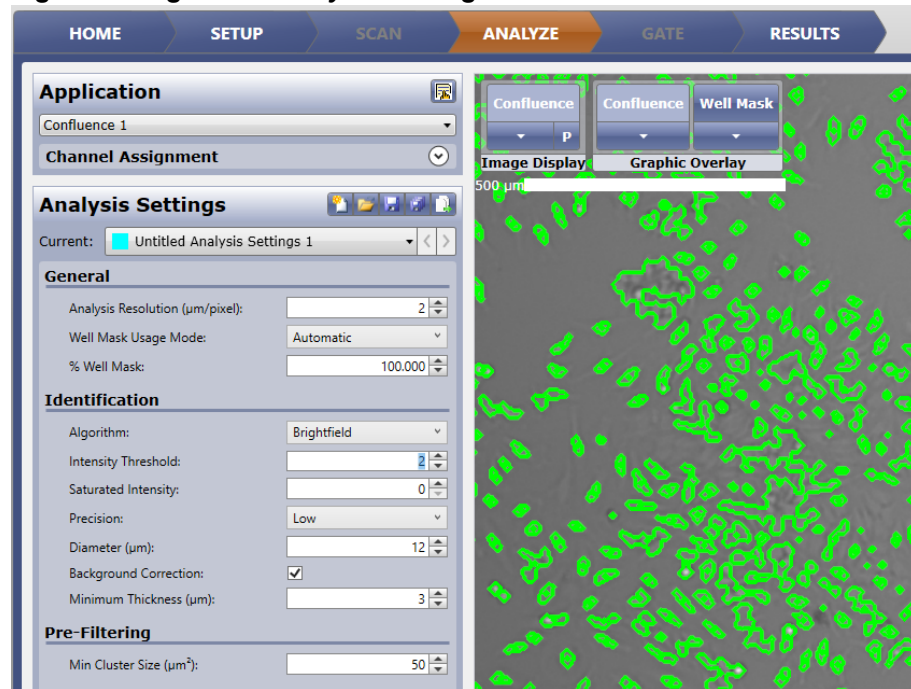 HOME SETUP SCAN ANALYZE GATE RESULTS
Application
Confluence 1
Channel Assignment
Analysis Settings
Current: Untitled Analysis Settings 1
General
Analysis Resolution (µm/pixel): 2
Well Mask Usage Mode: Automatic
% Well Mask: 100.000
Identification
Algorithm: Brightfield
Intensity Threshold: 2
Saturated Intensity: 0
Precision: Low
Diameter (µm): 12
Background Correction:
Minimum Thickness (µm): 3
Pre-Filtering
Min Cluster Size (µm²): 50
Confluence Confluence Well Mask
P
Image Display Graphic Overlay
500 µm